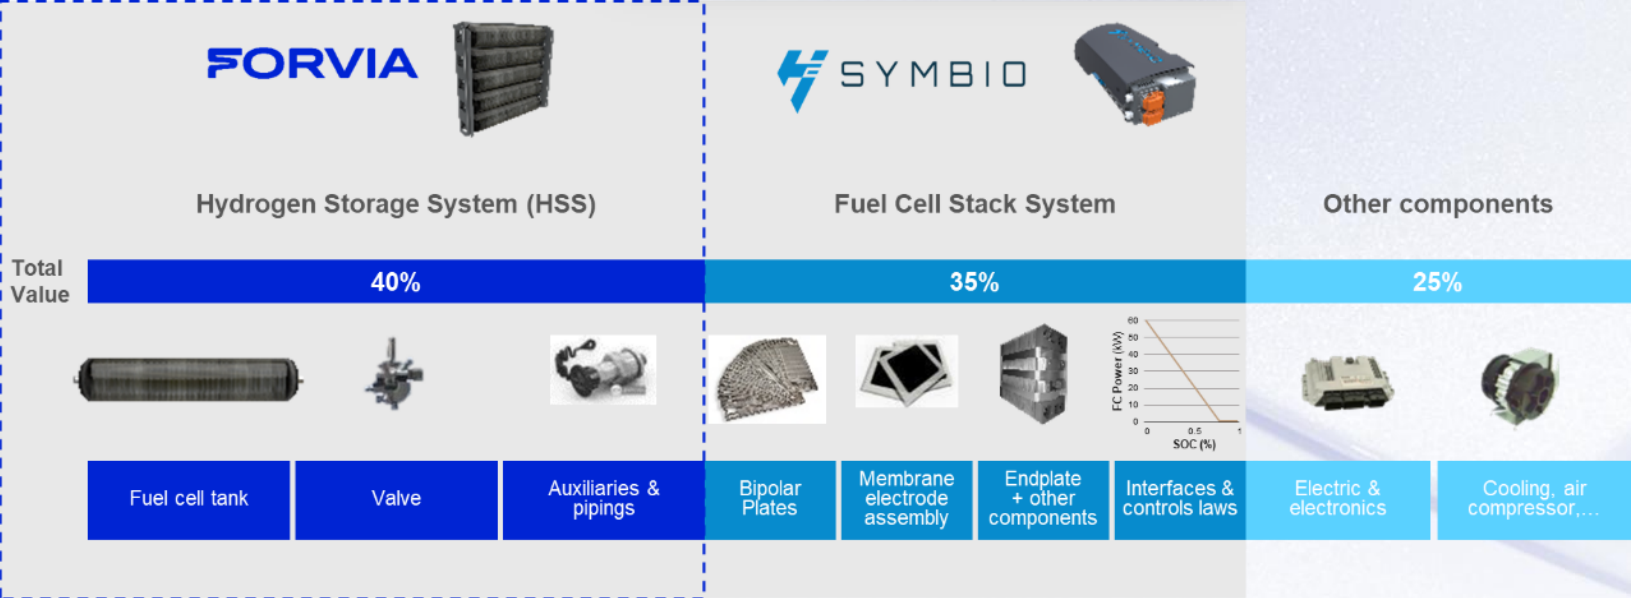 FORVIA
SYMBIO
Hydrogen Storage System (HSS)
Fuel Cell Stack System
Other components
Total
Value
40%
35%
25%
60
50
40
30
20
10
0
FC Power (kW)
0
0.5
1
SOC (%)
Fuel cell tank
Valve
Auxiliaries &
pipings
Bipolar
Plates
Membrane
electrode
assembly
Endplate
+ other
components
Interfaces &
controls laws
Electric &
electronics
Cooling, air
compressor,...